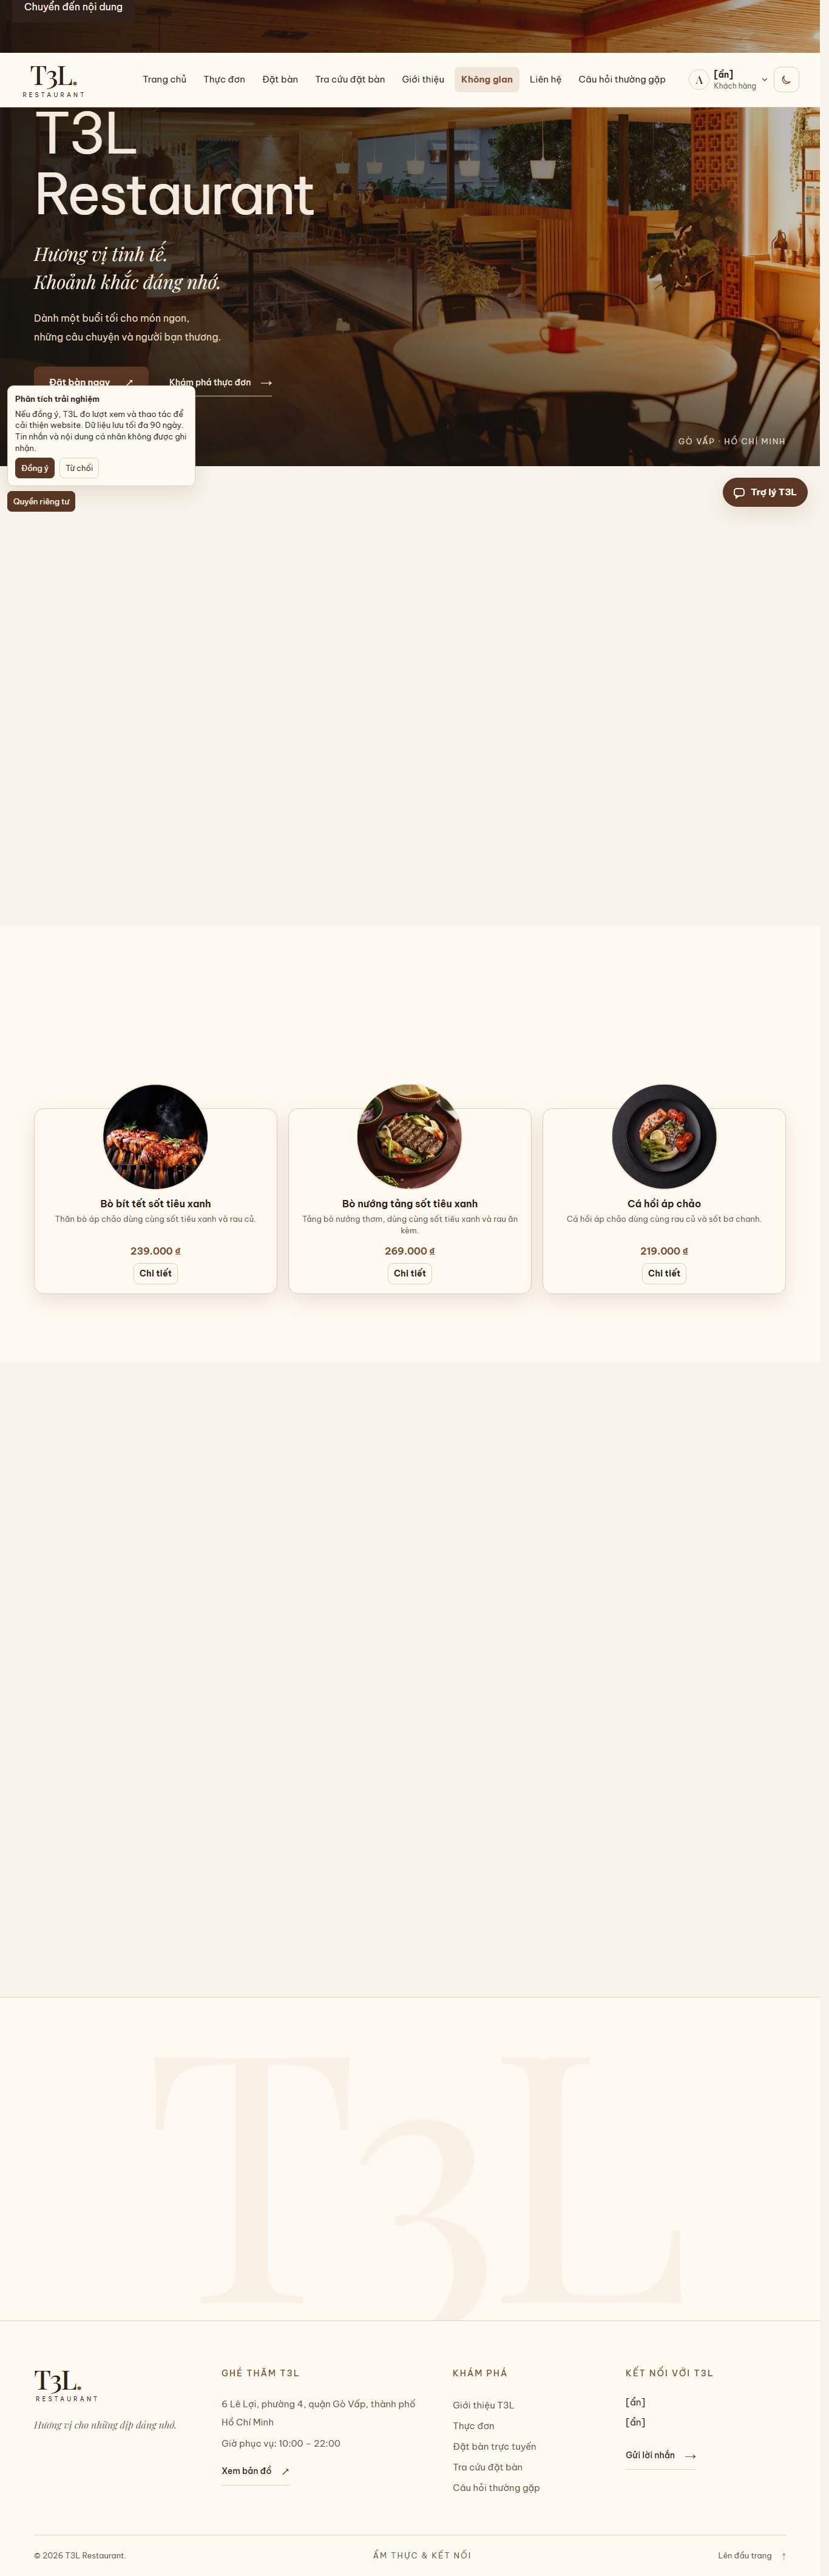 Chuyển đến nội dung
T3L.
RESTAURANT
Trang chủ
Thực đơn
Đặt bàn
Tra cứu đặt bàn
Giới thiệu
Không gian
Liên hệ
Câu hỏi thường gặp
A
[ẩn]
Khách hàng
T3L
Restaurant
Hương vị tinh tế.
Khoảnh khắc đáng nhớ.
Dành một buổi tối cho món ngon,
những câu chuyện và người bạn thương.
Đặt bàn ngay ↗
Khám phá thực đơn →
GÒ VẤP · HỒ CHÍ MINH
Phân tích trải nghiệm
Nếu đồng ý, T3L đo lượt xem và thao tác để
cải thiện website. Dữ liệu lưu tối đa 90 ngày.
Tin nhắn và nội dung cá nhân không được ghi
nhận.
Đồng ý
Từ chối
Quyền riêng tư
Trợ lý T3L
Bò bít tết sốt tiêu xanh
Thăn bò áp chảo dùng cùng sốt tiêu xanh và rau củ.
239.000 ₫
Chi tiết
Bò nướng tảng sốt tiêu xanh
Tảng bò nướng thơm, dùng cùng sốt tiêu xanh và rau ăn
kèm.
269.000 ₫
Chi tiết
Cá hồi áp chảo
Cá hồi áp chảo dùng cùng rau củ và sốt bơ chanh.
219.000 ₫
Chi tiết
T3L
T3L.
RESTAURANT
Hương vị cho những dịp đáng nhớ.
GHÉ THĂM T3L
6 Lê Lợi, phường 4, quận Gò Vấp, thành phố
Hồ Chí Minh
Giờ phục vụ: 10:00 – 22:00
Xem bản đồ ↗
KHÁM PHÁ
Giới thiệu T3L
Thực đơn
Đặt bàn trực tuyến
Tra cứu đặt bàn
Câu hỏi thường gặp
KẾT NỐI VỚI T3L
[ẩn]
[ẩn]
Gửi lời nhắn →
© 2026 T3L Restaurant.
ẨM THỰC & KẾT NỐI
Lên đầu trang ↑